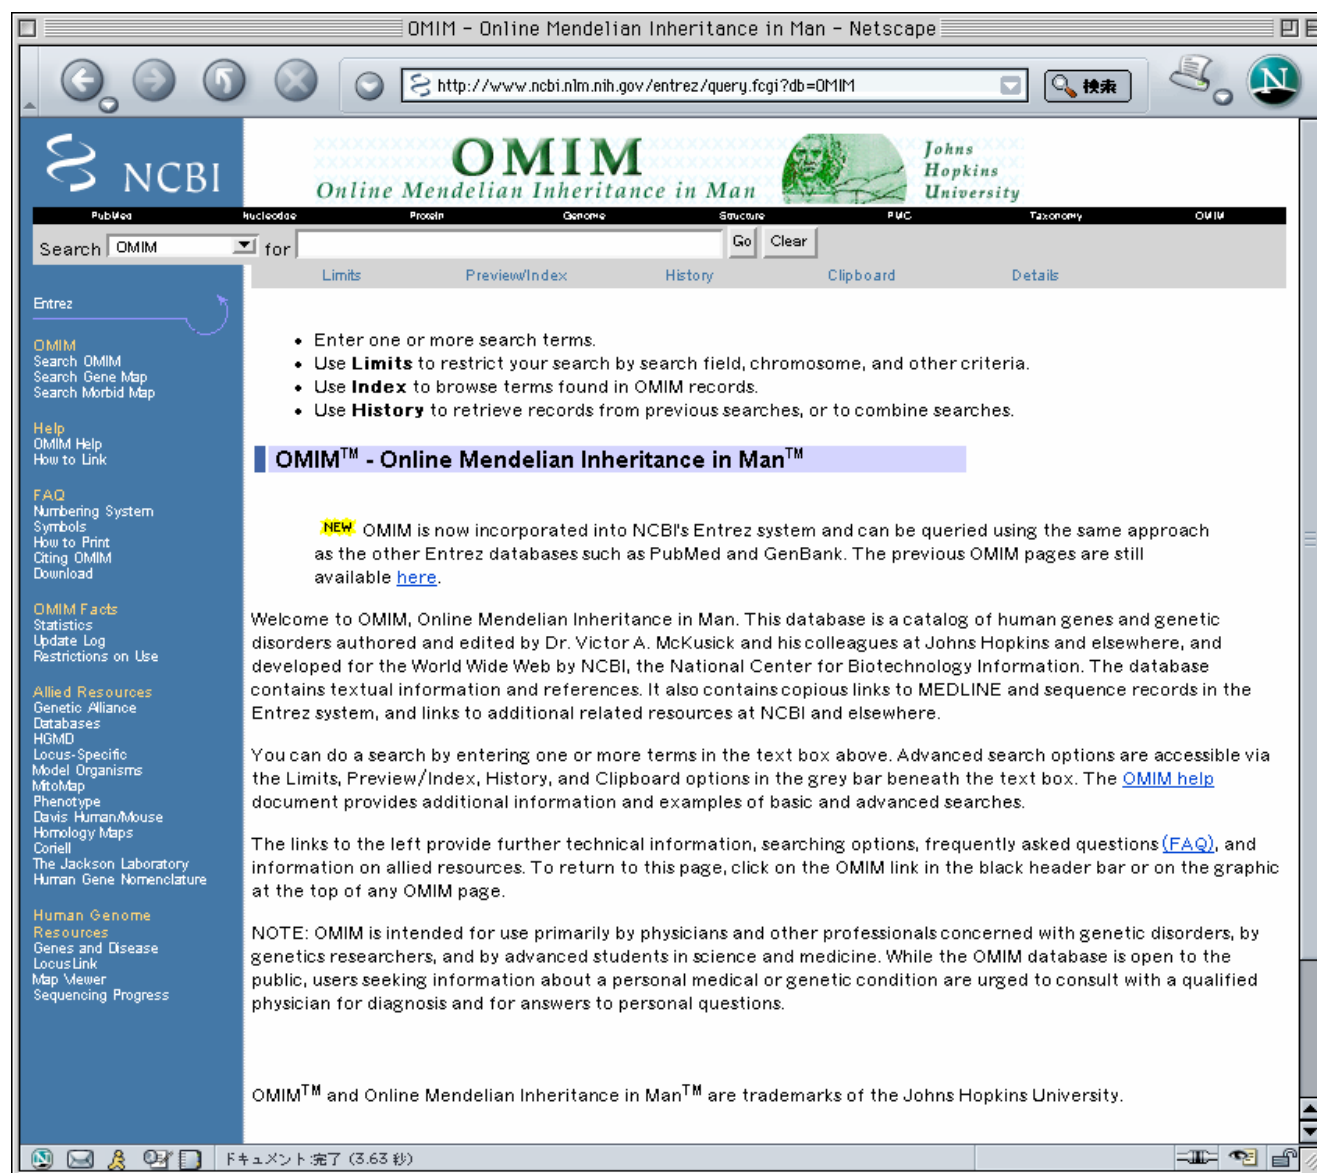 OMIM - Online Mendelian Inheritance in Man - Netscape
http://www.ncbi.nlm.nih.gov/entrez/query.fcgi?db=OMIM
検索
N
NCBI
OMIM
Online Mendelian Inheritance in Man
Johns
Hopkins
University
PubMed Nucleotide Protein Genome Structure PMC Taxonomy OMIM
Search OMIM for Go Clear
Limits Preview/Index History Clipboard Details
Entrez
OMIM
Search OMIM
Search Gene Map
Search Morbid Map
Help
OMIM Help
How to Link
FAQ
Numbering System
Symbols
How to Print
Citing OMIM
Download
OMIM Facts
Statistics
Update Log
Restrictions on Use
Allied Resources
Genetic Alliance
Databases
HGMD
Locus-Specific
Model Organisms
MitoMap
Phenotype
Davis Human/Mouse
Homology Maps
Coriell
The Jackson Laboratory
Human Gene Nomenclature
Human Genome
Resources
Genes and Disease
LocusLink
Map Viewer
Sequencing Progress
• Enter one or more search terms.
• Use Limits to restrict your search by search field, chromosome, and other criteria.
• Use Index to browse terms found in OMIM records.
• Use History to retrieve records from previous searches, or to combine searches.
OMIM™ - Online Mendelian Inheritance in Man™
NEW OMIM is now incorporated into NCBI's Entrez system and can be queried using the same approach
as the other Entrez databases such as PubMed and GenBank. The previous OMIM pages are still
available here.
Welcome to OMIM, Online Mendelian Inheritance in Man. This database is a catalog of human genes and genetic
disorders authored and edited by Dr. Victor A. McKusick and his colleagues at Johns Hopkins and elsewhere, and
developed for the World Wide Web by NCBI, the National Center for Biotechnology Information. The database
contains textual information and references. It also contains copious links to MEDLINE and sequence records in the
Entrez system, and links to additional related resources at NCBI and elsewhere.
You can do a search by entering one or more terms in the text box above. Advanced search options are accessible via
the Limits, Preview/Index, History, and Clipboard options in the grey bar beneath the text box. The OMIM help
document provides additional information and examples of basic and advanced searches.
The links to the left provide further technical information, searching options, frequently asked questions (FAQ), and
information on allied resources. To return to this page, click on the OMIM link in the black header bar or on the graphic
at the top of any OMIM page.
NOTE: OMIM is intended for use primarily by physicians and other professionals concerned with genetic disorders, by
genetics researchers, and by advanced students in science and medicine. While the OMIM database is open to the
public, users seeking information about a personal medical or genetic condition are urged to consult with a qualified
physician for diagnosis and for answers to personal questions.
OMIM™ and Online Mendelian Inheritance in Man™ are trademarks of the Johns Hopkins University.
ドキュメント:完了 (3.63 秒)